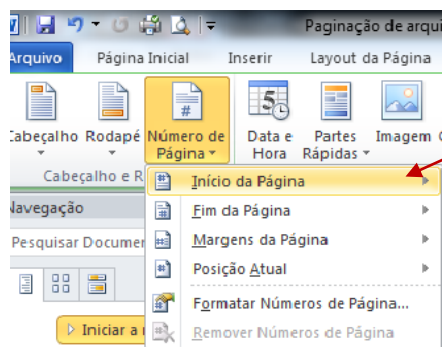 Paginação de arqu
Arquivo Página Inicial Inserir Layout da Página
Cabeçalho Rodapé Número de Página Data e Hora Partes Rápidas Imagem
Cabeçalho e R
Início da Página
Navegação
Fim da Página
Pesquisar Documen
Margens da Página
Posição Atual
Formatar Números de Página...
Iniciar a
Remover Números de Página